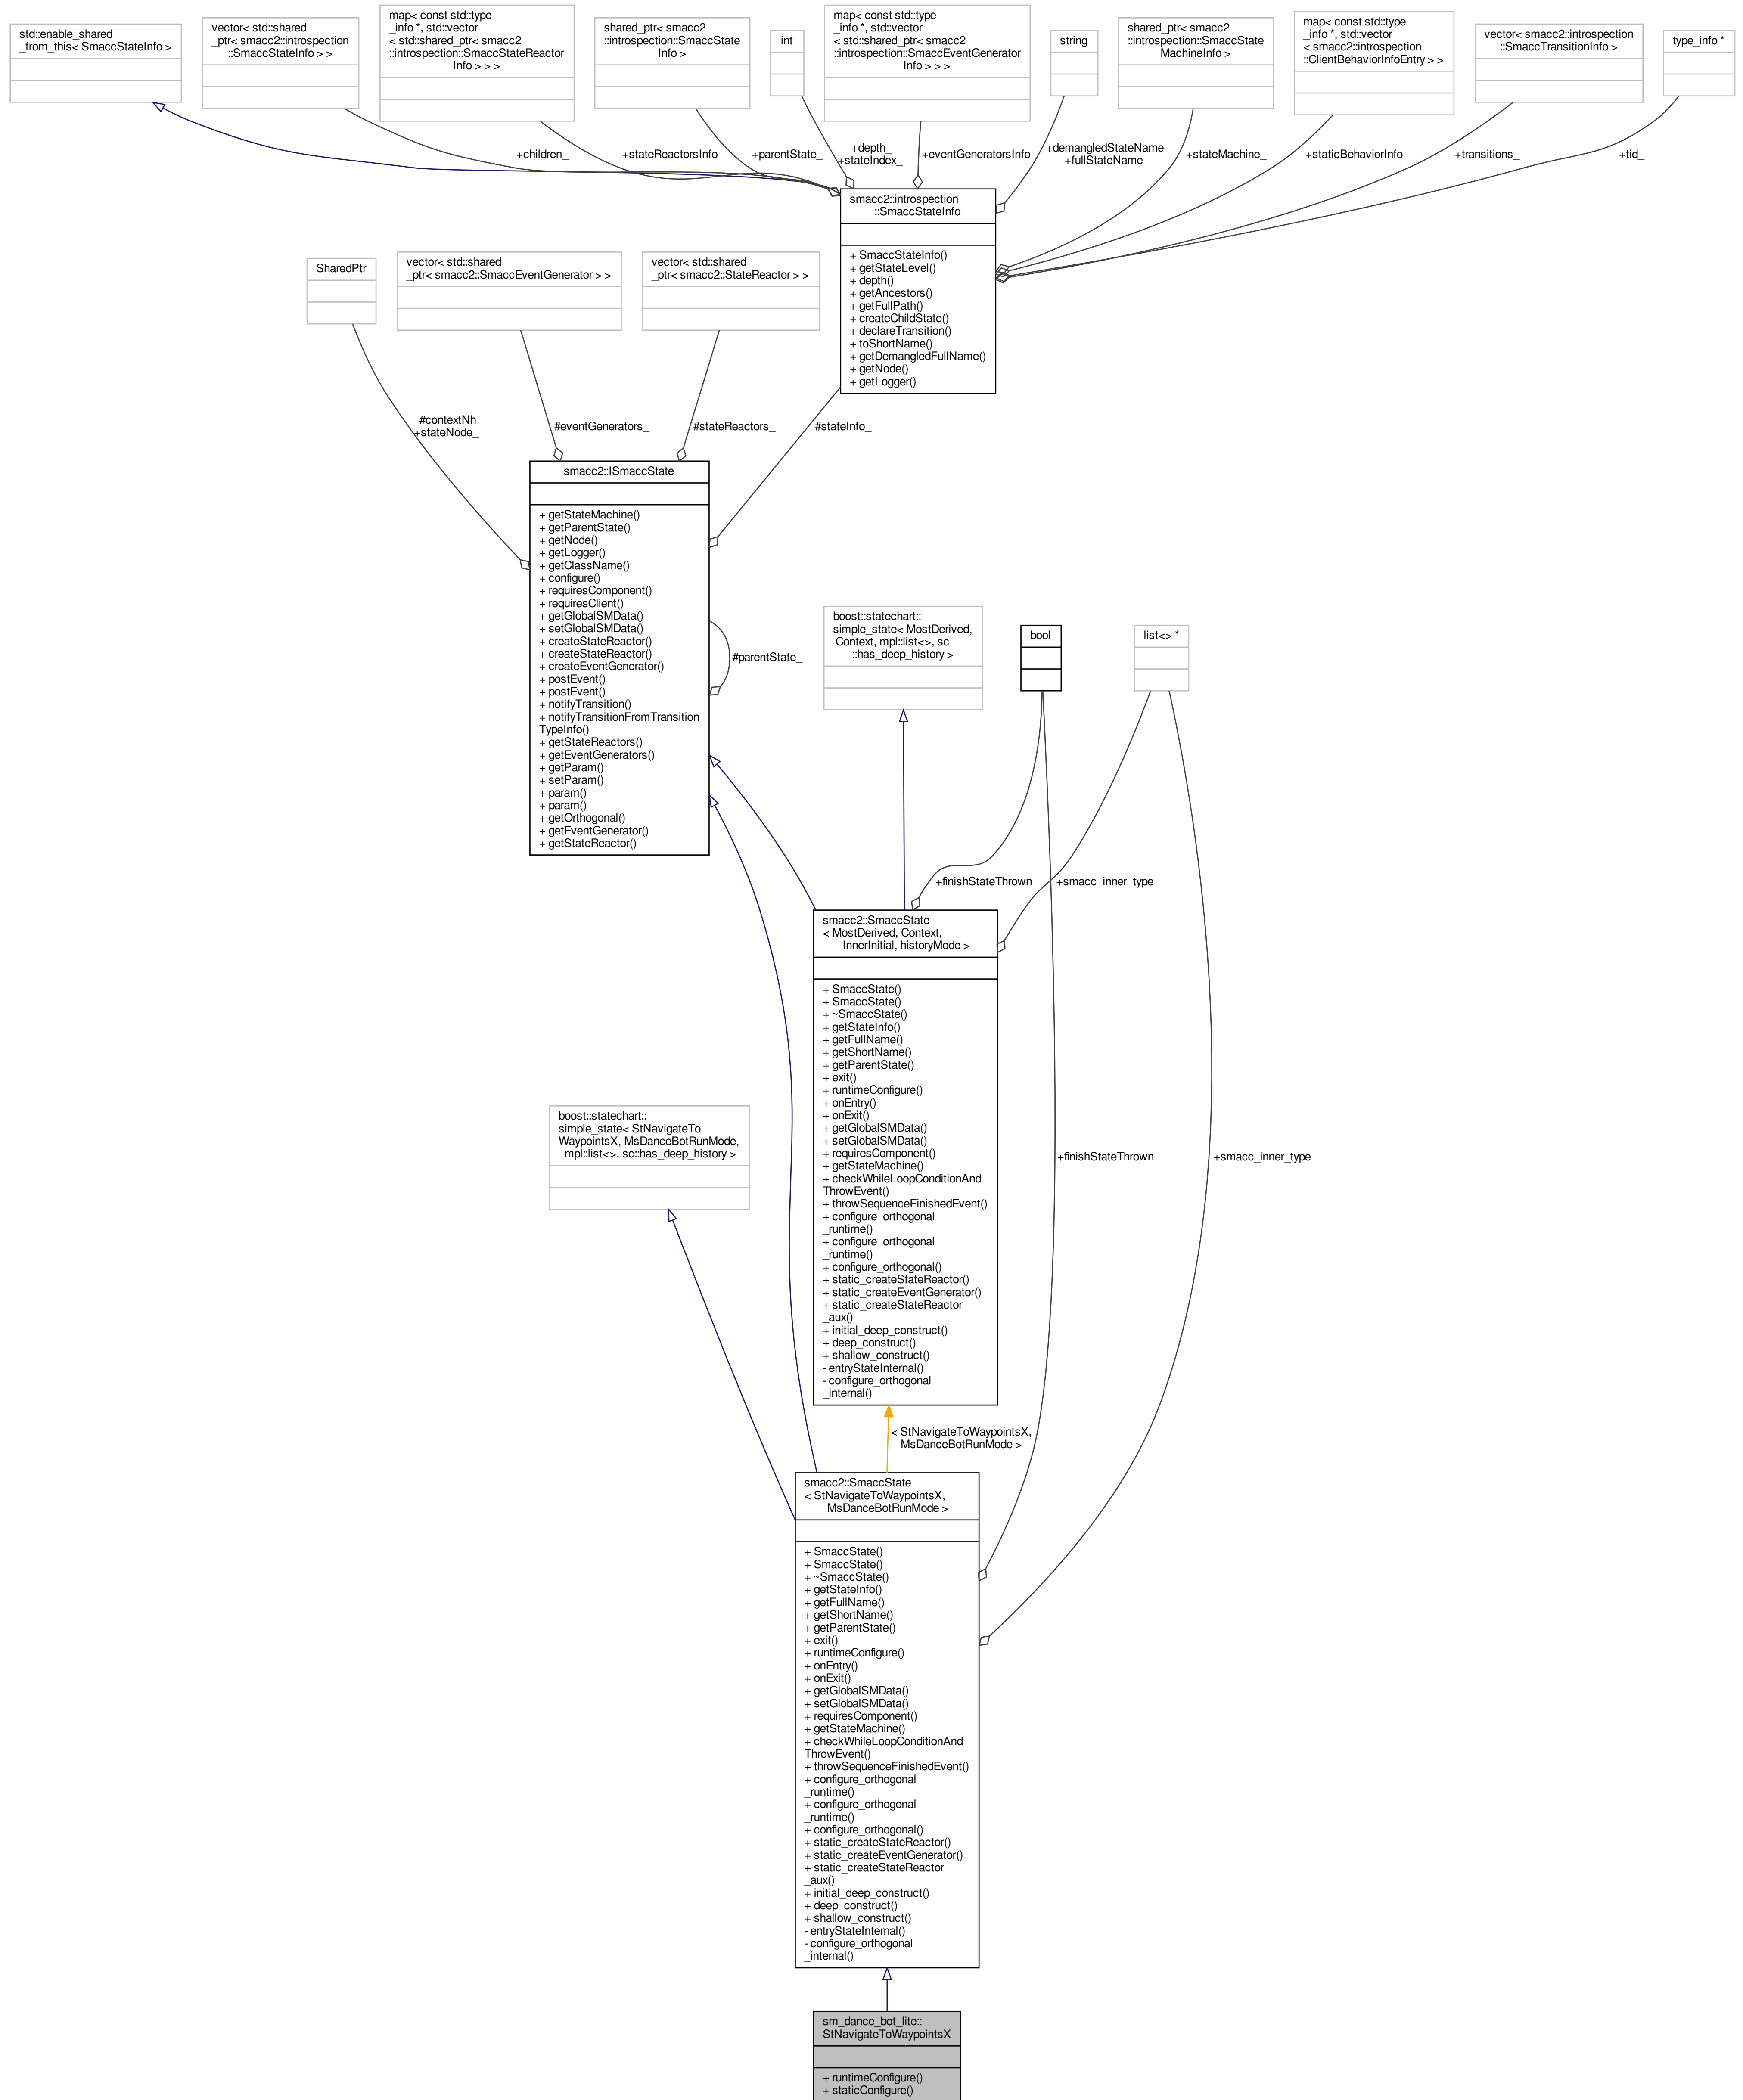 std::enable_shared
_from_this< SmaccStateInfo >
vector< std::shared
_ptr< smacc2::introspection
::SmaccStateInfo > >
map< const std::type
_info *, std::vector
< std::shared_ptr< smacc2
::introspection::SmaccStateReactor
Info > > >
shared_ptr< smacc2
::introspection::SmaccState
Info >
int
map< const std::type
_info *, std::vector
< std::shared_ptr< smacc2
::introspection::SmaccEventGenerator
Info > > >
string
shared_ptr< smacc2
::introspection::SmaccState
MachineInfo >
map< const std::type
_info *, std::vector
< smacc2::introspection
::ClientBehaviorInfoEntry > >
vector< smacc2::introspection
::SmaccTransitionInfo >
type_info *
+children_
+stateReactorsInfo
+parentState_
+depth_
+stateIndex_
+eventGeneratorsInfo
+demangledStateName
+fullStateName
+stateMachine_
+staticBehaviorInfo
+transitions_
+tid_
smacc2::introspection
::SmaccStateInfo
+ SmaccStateInfo()
+ getStateLevel()
+ depth()
+ getAncestors()
+ getFullPath()
+ createChildState()
+ declareTransition()
+ toShortName()
+ getDemangledFullName()
+ getNode()
+ getLogger()
SharedPtr
vector< std::shared
_ptr< smacc2::SmaccEventGenerator > >
vector< std::shared
_ptr< smacc2::StateReactor > >
#contextNh
+stateNode_
#eventGenerators_
#stateReactors_
#stateInfo_
smacc2::ISmaccState
+ getStateMachine()
+ getParentState()
+ getNode()
+ getLogger()
+ getClassName()
+ configure()
+ requiresComponent()
+ requiresClient()
+ getGlobalSMData()
+ setGlobalSMData()
+ createStateReactor()
+ createStateReactor()
+ createEventGenerator()
+ postEvent()
+ postEvent()
+ notifyTransition()
+ notifyTransitionFromTransition
TypeInfo()
+ getStateReactors()
+ getEventGenerators()
+ getParam()
+ setParam()
+ param()
+ param()
+ getOrthogonal()
+ getEventGenerator()
+ getStateReactor()
#parentState_
boost::statechart::
simple_state< MostDerived,
Context, mpl::list<>, sc
::has_deep_history >
bool
list<> *
+finishStateThrown
+smacc_inner_type
smacc2::SmaccState
< MostDerived, Context,
InnerInitial, historyMode >
+ SmaccState()
+ SmaccState()
+ ~SmaccState()
+ getStateInfo()
+ getFullName()
+ getShortName()
+ getParentState()
+ exit()
+ runtimeConfigure()
+ onEntry()
+ onExit()
+ getGlobalSMData()
+ setGlobalSMData()
+ requiresComponent()
+ getStateMachine()
+ checkWhileLoopConditionAnd
ThrowEvent()
+ throwSequenceFinishedEvent()
+ configure_orthogonal
_runtime()
+ configure_orthogonal
_runtime()
+ configure_orthogonal()
+ static_createStateReactor()
+ static_createEventGenerator()
+ static_createStateReactor
_aux()
+ initial_deep_construct()
+ deep_construct()
+ shallow_construct()
- entryStateInternal()
- configure_orthogonal
_internal()
boost::statechart::
simple_state< StNavigateTo
WaypointsX, MsDanceBotRunMode,
mpl::list<>, sc::has_deep_history >
+finishStateThrown
+smacc_inner_type
< StNavigateToWaypointsX,
MsDanceBotRunMode >
smacc2::SmaccState
< StNavigateToWaypointsX,
MsDanceBotRunMode >
+ SmaccState()
+ SmaccState()
+ ~SmaccState()
+ getStateInfo()
+ getFullName()
+ getShortName()
+ getParentState()
+ exit()
+ runtimeConfigure()
+ onEntry()
+ onExit()
+ getGlobalSMData()
+ setGlobalSMData()
+ requiresComponent()
+ getStateMachine()
+ checkWhileLoopConditionAnd
ThrowEvent()
+ throwSequenceFinishedEvent()
+ configure_orthogonal
_runtime()
+ configure_orthogonal
_runtime()
+ configure_orthogonal()
+ static_createStateReactor()
+ static_createEventGenerator()
+ static_createStateReactor
_aux()
+ initial_deep_construct()
+ deep_construct()
+ shallow_construct()
- entryStateInternal()
- configure_orthogonal
_internal()
sm_dance_bot_lite::
StNavigateToWaypointsX
+ runtimeConfigure()
+ staticConfigure()